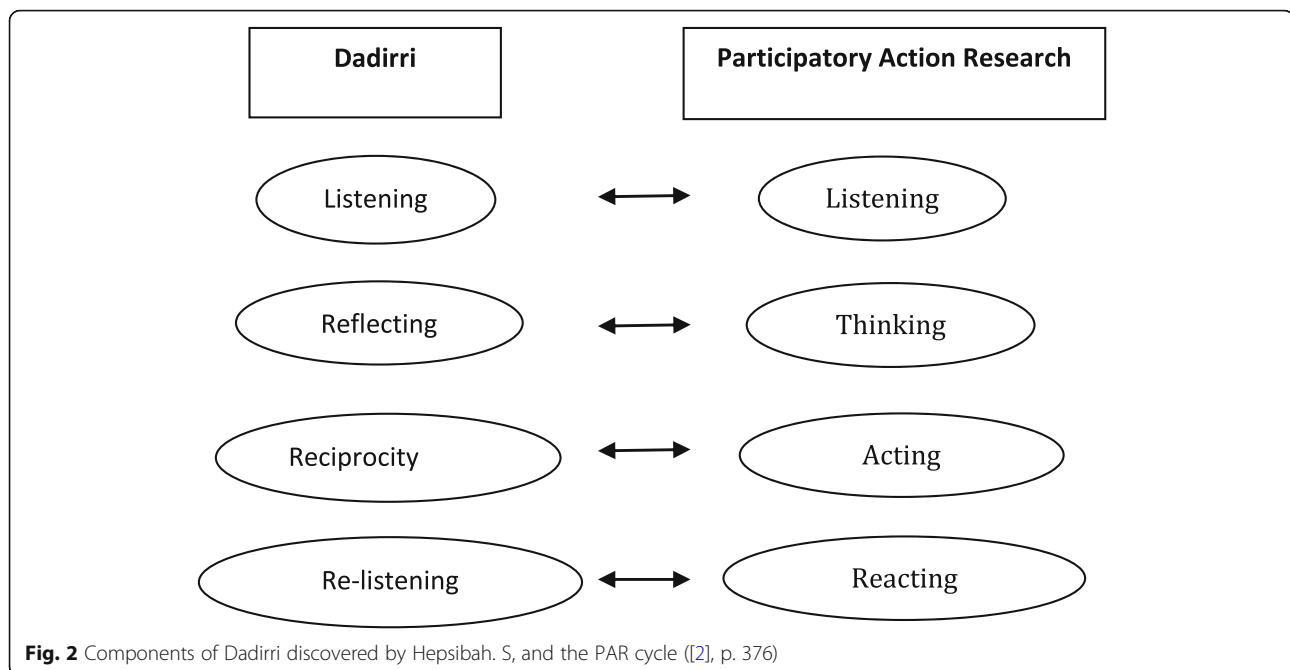 Dadirri
Participatory Action Research
Listening
Listening
Reflecting
Thinking
Reciprocity
Acting
Re-listening
Reacting
Fig. 2 Components of Dadirri discovered by Hepsibah. S, and the PAR cycle ([2], p. 376)